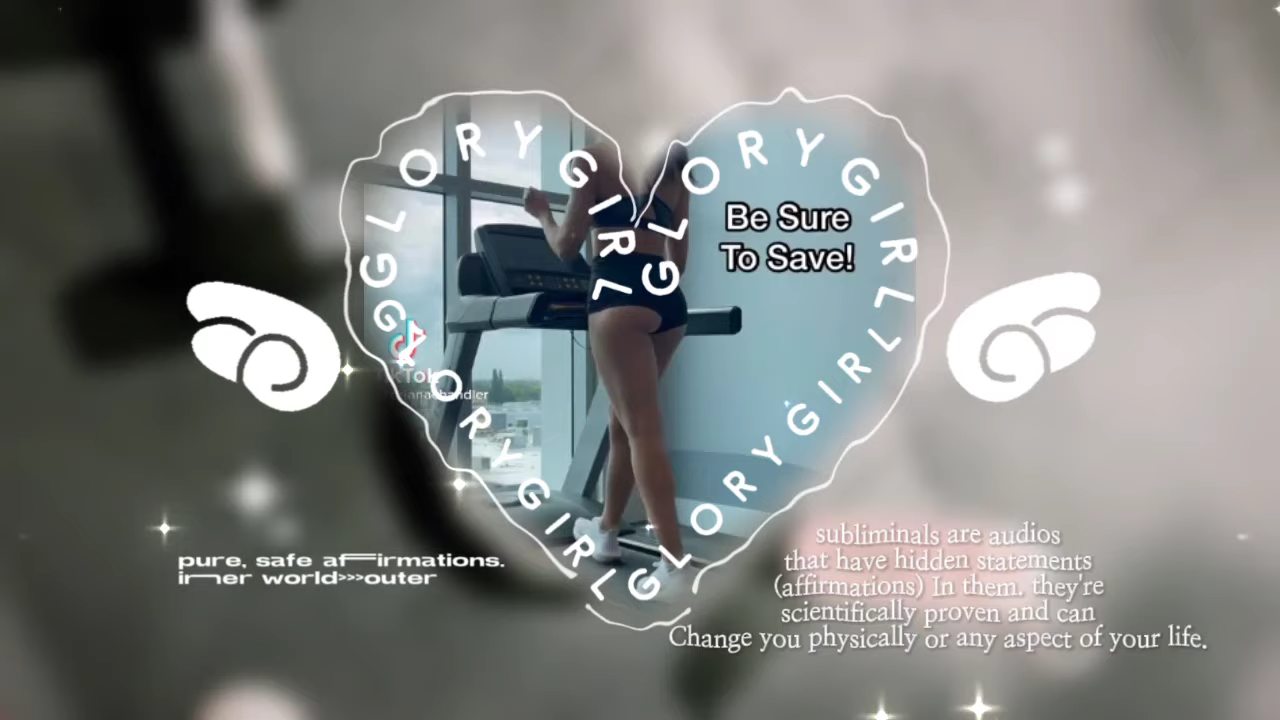 GLORYGIRL GLORYGIRL GLORYGIRL GLORYGIRL
Be Sure
To Save!
pure, safe affirmations.
inner world>>>outer
subliminals are audios
that have hidden statements
(affirmations) In them. they're
scientifically proven and can
Change you physically or any aspect of your life.